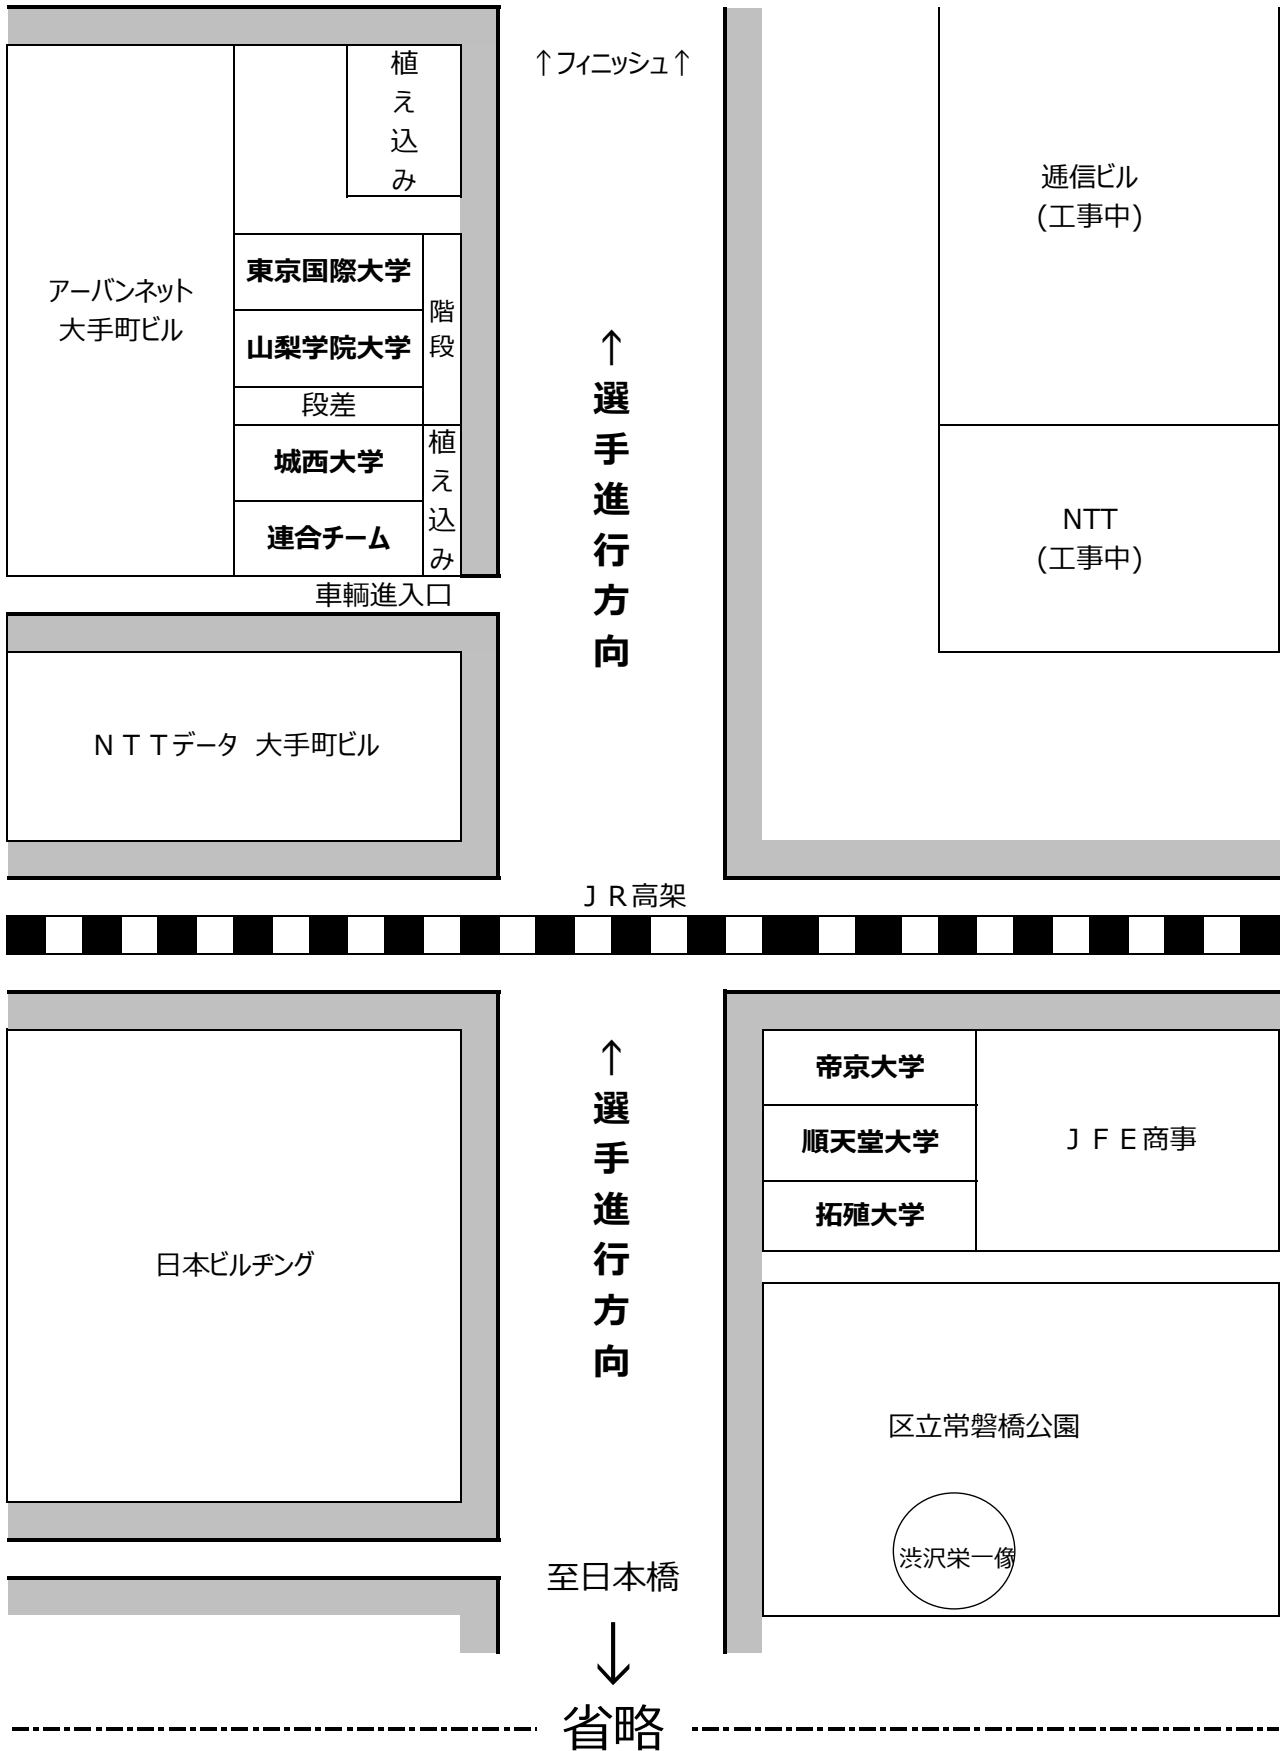 ↑フィニッシュ↑
植え込み
逓信ビル
(工事中)
アーバンネット
大手町ビル
東京国際大学
山梨学院大学
階段
段差
城西大学
連合チーム
植え込み
車輌進入口
↑選手進行方向
NTT
(工事中)
ＮＴＴデータ 大手町ビル
ＪＲ高架
↑選手進行方向
帝京大学
順天堂大学
拓殖大学
ＪＦＥ商事
日本ビルヂング
区立常磐橋公園
渋沢栄一像
至日本橋
↓
省略